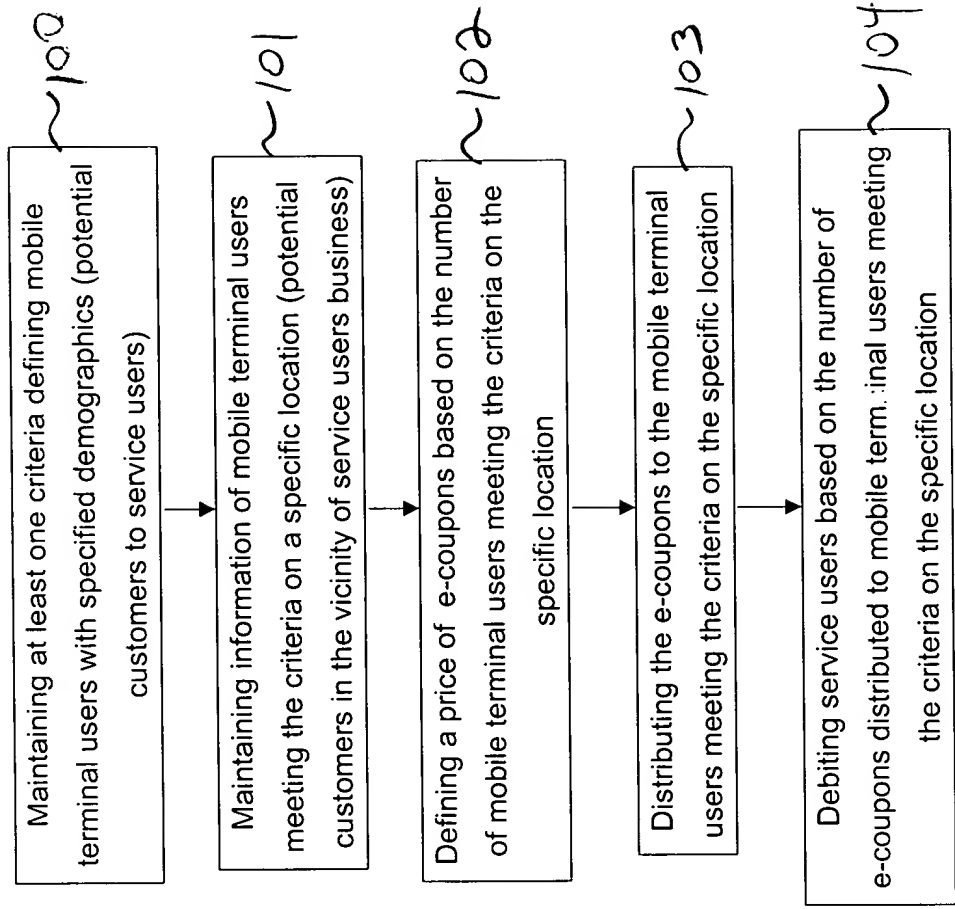 Maintaining at least one criteria defining mobile
terminal users with specified demographics (potential
customers to service users)
~100
Maintaining information of mobile terminal users
meeting the criteria on a specific location (potential
customers in the vicinity of service users business)
~101
Defining a price of e-coupons based on the number
of mobile terminal users meeting the criteria on the
specific location
~102
Distributing the e-coupons to the mobile terminal
users meeting the criteria on the specific location
~103
Debiting service users based on the number of
e-coupons distributed to mobile term.:inal users meeting
the criteria on the specific location
~104